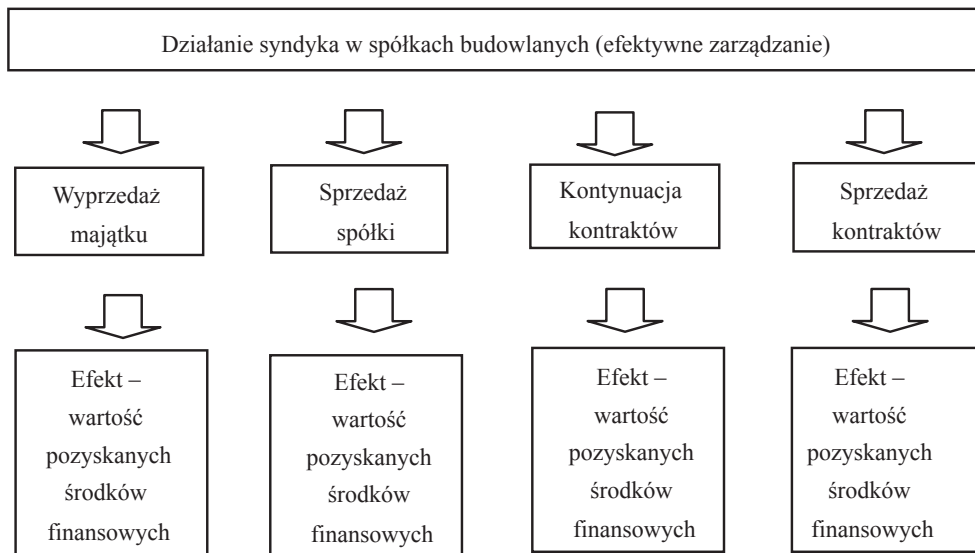 Działanie syndyka w spółkach budowlanych (efektywne zarządzanie)
Wyprzedaż
majątku
Sprzedaż
spółki
Kontynuacja
kontraktów
Sprzedaż
kontraktów
Efekt –
wartość
pozyskanych
środków
finansowych
Efekt –
wartość
pozyskanych
środków
finansowych
Efekt –
wartość
pozyskanych
środków
finansowych
Efekt –
wartość
pozyskanych
środków
finansowych